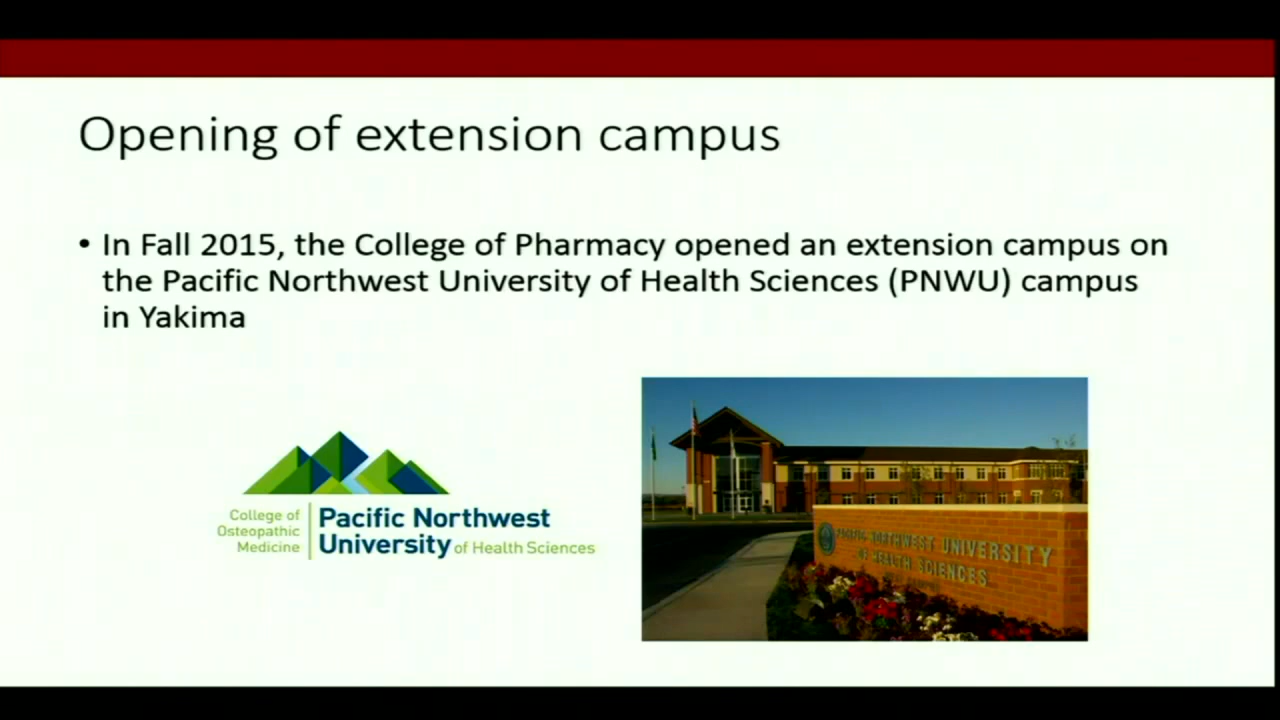 Opening of extension campus
• In Fall 2015, the College of Pharmacy opened an extension campus on
the Pacific Northwest University of Health Sciences (PNWU) campus
in Yakima
College of
Osteopathic
Medicine
Pacific Northwest
University of Health Sciences
PACIFIC NORTHWEST UNIVERSITY
OF HEALTH SCIENCES